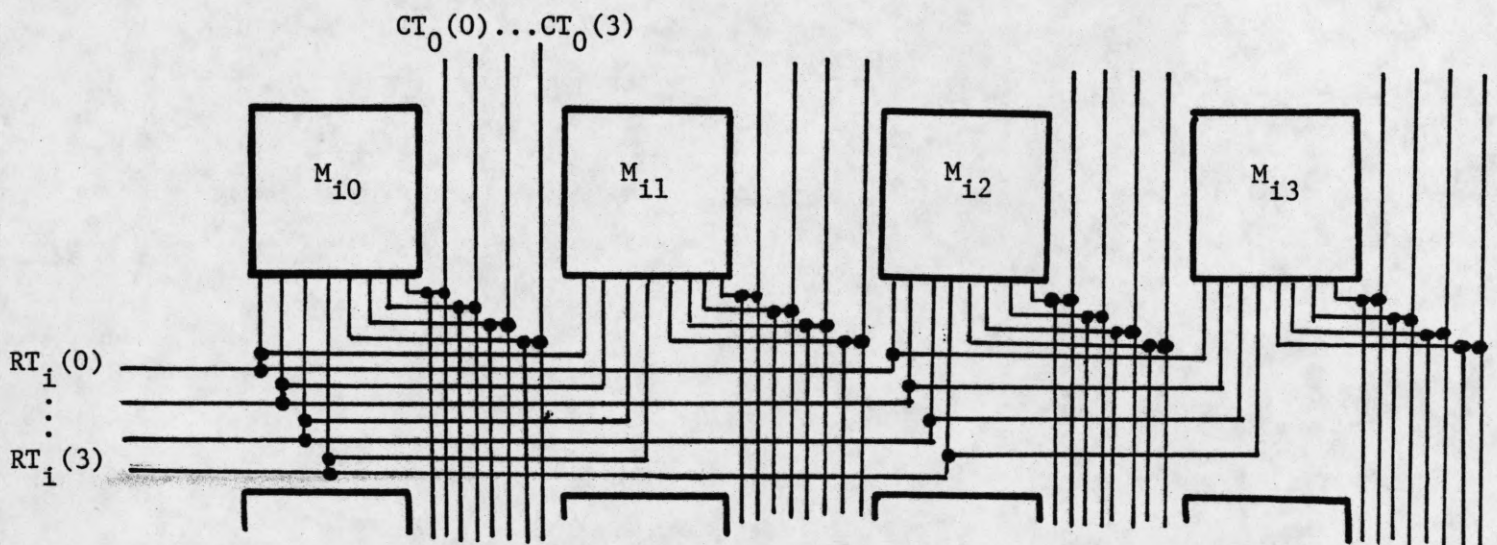 CT₀(0)...CT₀(3)
Mᵢ₀ Mᵢ₁ Mᵢ₂ Mᵢ₃
RTᵢ(0)
⋮
RTᵢ(3)